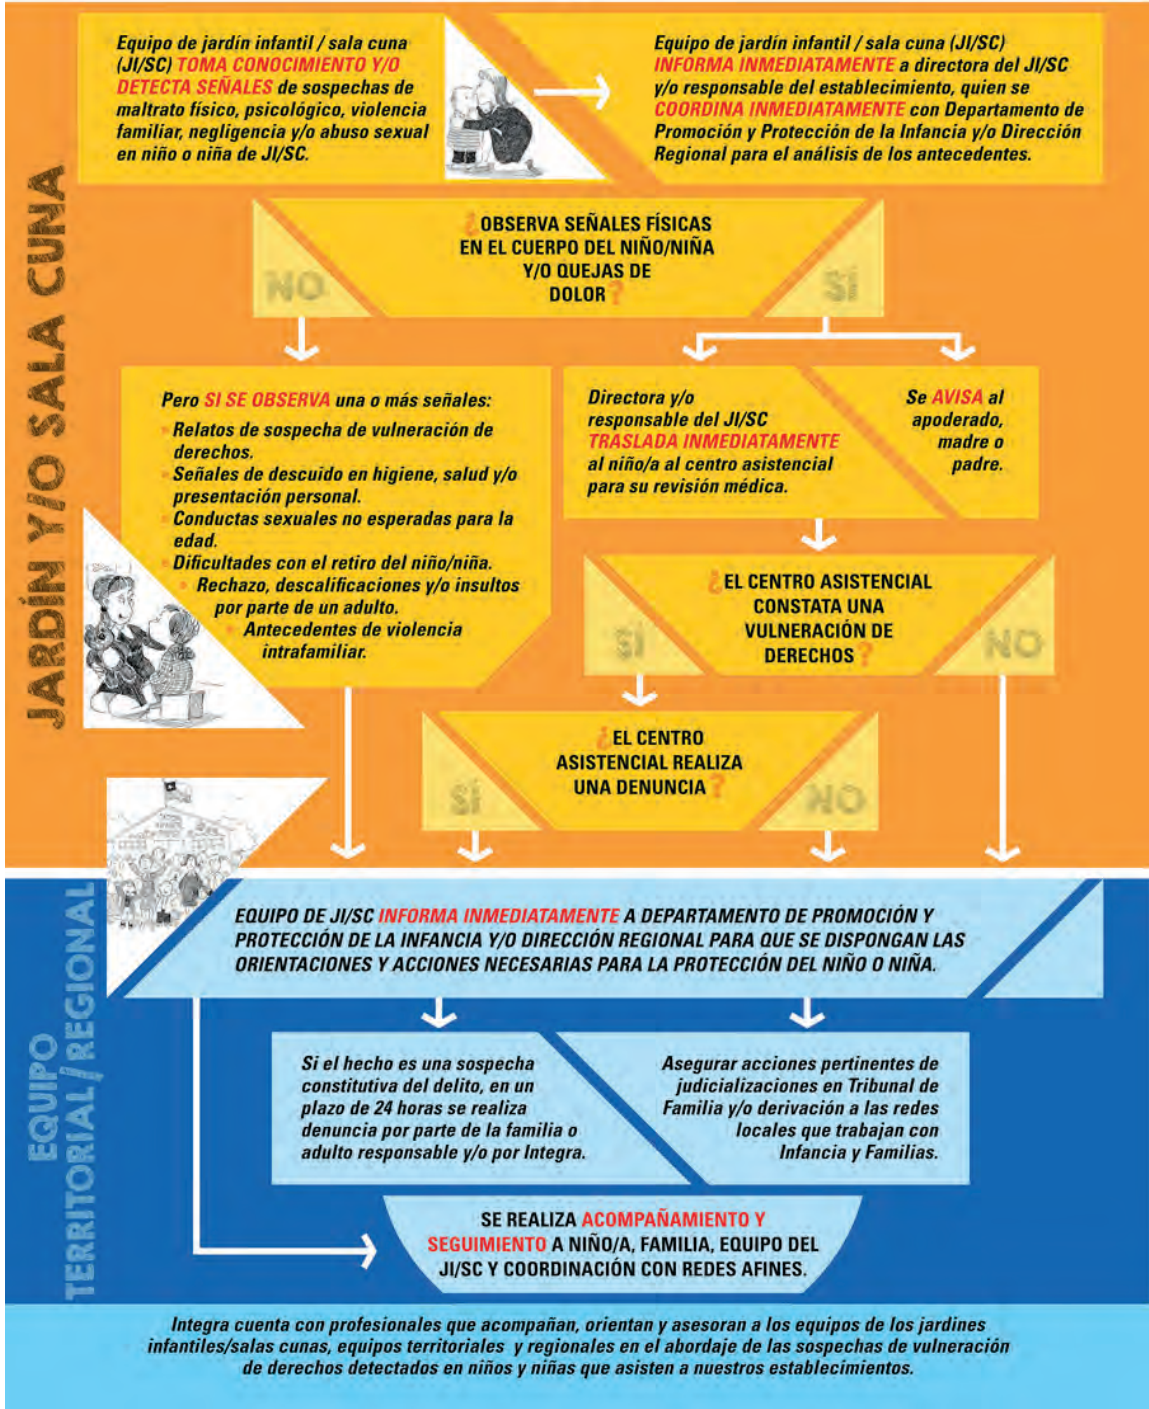 JARDÍN Y/O SALA CUNA
Equipo de jardín infantil / sala cuna
(JI/SC) TOMA CONOCIMIENTO Y/O
DETECTA SEÑALES de sospechas de
maltrato físico, psicológico, violencia
familiar, negligencia y/o abuso sexual
en niño o niña de JI/SC.
Equipo de jardín infantil / sala cuna (JI/SC)
INFORMA INMEDIATAMENTE a directora del JI/SC
y/o responsable del establecimiento, quien se
COORDINA INMEDIATAMENTE con Departamento de
Promoción y Protección de la Infancia y/o Dirección
Regional para el análisis de los antecedentes.
¿OBSERVA SEÑALES FÍSICAS
EN EL CUERPO DEL NIÑO/NIÑA
Y/O QUEJAS DE
DOLOR?
NO
SÍ
Pero SI SE OBSERVA una o más señales:
• Relatos de sospecha de vulneración de
derechos.
• Señales de descuido en higiene, salud y/o
presentación personal.
• Conductas sexuales no esperadas para la
edad.
• Dificultades con el retiro del niño/niña.
• Rechazo, descalificaciones y/o insultos
por parte de un adulto.
• Antecedentes de violencia
intrafamiliar.
Directora y/o
responsable del JI/SC
TRASLADA INMEDIATAMENTE
al niño/a al centro asistencial
para su revisión médica.
Se AVISA al
apoderado,
madre o
padre.
¿EL CENTRO ASISTENCIAL
CONSTATA UNA
VULNERACIÓN DE
DERECHOS?
SÍ
NO
¿EL CENTRO
ASISTENCIAL REALIZA
UNA DENUNCIA?
SÍ
NO
EQUIPO
TERRITORIAL/REGIONAL
EQUIPO DE JI/SC INFORMA INMEDIATAMENTE A DEPARTAMENTO DE PROMOCIÓN Y
PROTECCIÓN DE LA INFANCIA Y/O DIRECCIÓN REGIONAL PARA QUE SE DISPONGAN LAS
ORIENTACIONES Y ACCIONES NECESARIAS PARA LA PROTECCIÓN DEL NIÑO O NIÑA.
Si el hecho es una sospecha
constitutiva del delito, en un
plazo de 24 horas se realiza
denuncia por parte de la familia o
adulto responsable y/o por Integra.
Asegurar acciones pertinentes de
judicializaciones en Tribunal de
Familia y/o derivación a las redes
locales que trabajan con
Infancia y Familias.
SE REALIZA ACOMPAÑAMIENTO Y
SEGUIMIENTO A NIÑO/A, FAMILIA, EQUIPO DEL
JI/SC Y COORDINACIÓN CON REDES AFINES.
Integra cuenta con profesionales que acompañan, orientan y asesoran a los equipos de los jardines
infantiles/salas cunas, equipos territoriales y regionales en el abordaje de las sospechas de vulneración
de derechos detectados en niños y niñas que asisten a nuestros establecimientos.